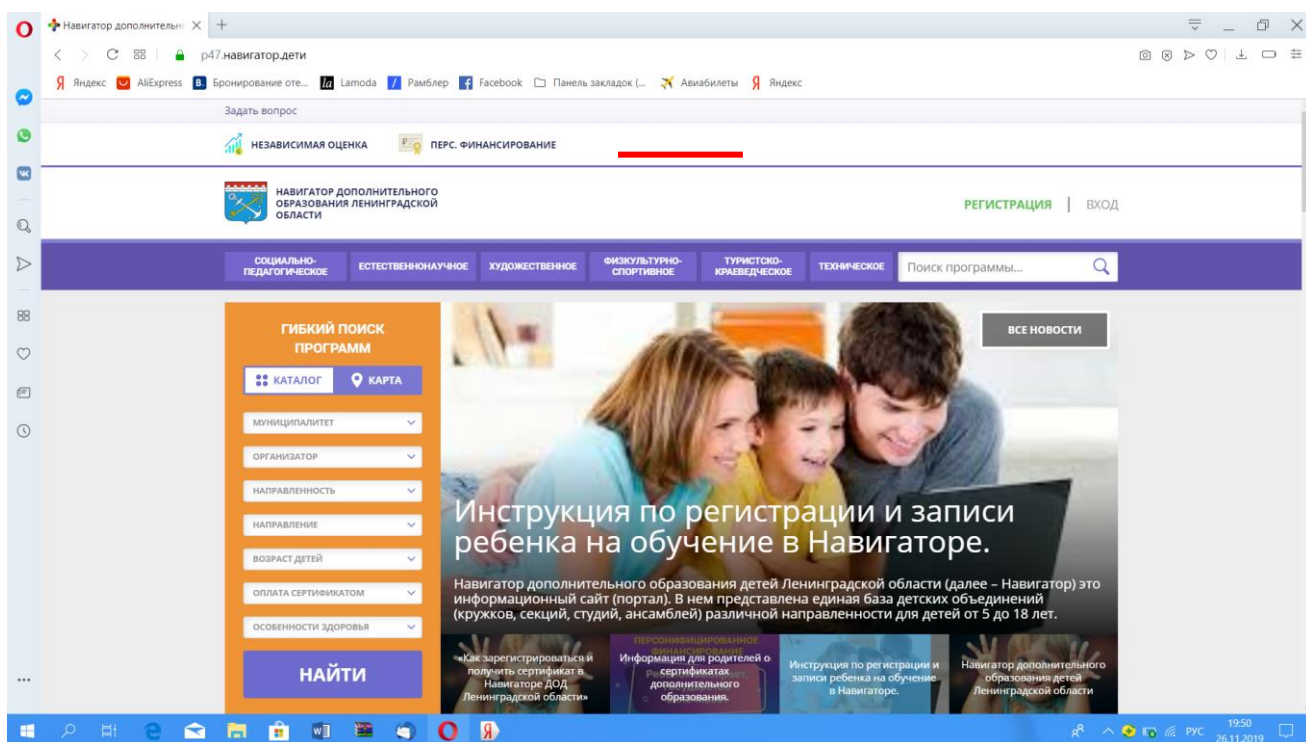 Навигатор дополнительн
p47.навигатор.дети
Яндекс AliExpress Бронирование оте... Lamoda Рамблер Facebook Панель закладок (... Авиабилеты Яндекс
Задать вопрос
НЕЗАВИСИМАЯ ОЦЕНКА ПЕРС. ФИНАНСИРОВАНИЕ
НАВИГАТОР ДОПОЛНИТЕЛЬНОГО
ОБРАЗОВАНИЯ ЛЕНИНГРАДСКОЙ
ОБЛАСТИ
РЕГИСТРАЦИЯ | ВХОД
СОЦИАЛЬНО-
ПЕДАГОГИЧЕСКОЕ
ЕСТЕСТВЕННОНАУЧНОЕ
ХУДОЖЕСТВЕННОЕ
ФИЗКУЛЬТУРНО-
СПОРТИВНОЕ
ТУРИСТСКО-
КРАЕВЕДЧЕСКОЕ
ТЕХНИЧЕСКОЕ
Поиск программы...
ГИБКИЙ ПОИСК
ПРОГРАММ
КАТАЛОГ КАРТА
МУНИЦИПАЛИТЕТ
ОРГАНИЗАТОР
НАПРАВЛЕННОСТЬ
НАПРАВЛЕНИЕ
ВОЗРАСТ ДЕТЕЙ
ОПЛАТА СЕРТИФИКАТОМ
ОСОБЕННОСТИ ЗДОРОВЬЯ
НАЙТИ
ВСЕ НОВОСТИ
Инструкция по регистрации и записи
ребенка на обучение в Навигаторе.
Навигатор дополнительного образования детей Ленинградской области (далее – Навигатор) это
информационный сайт (портал). В нем представлена единая база детских объединений
(кружков, секций, студий, ансамблей) различной направленности для детей от 5 до 18 лет.
«Как зарегистрироваться и
получить сертификат в
Навигаторе ДОД
Ленинградской области»
ПЕРСОНИФИЦИРОВАННОЕ
ФИНАНСИРОВАНИЕ
Информация для родителей о
сертификатах
дополнительного
образования.
Инструкция по регистрации и
записи ребенка на обучение
в Навигаторе.
Навигатор дополнительного
образования детей
Ленинградской области
РУС
19:50
26.11.2019